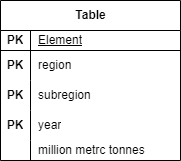 Table
PK Element
PK region
PK subregion
PK year
million metrc tonnes